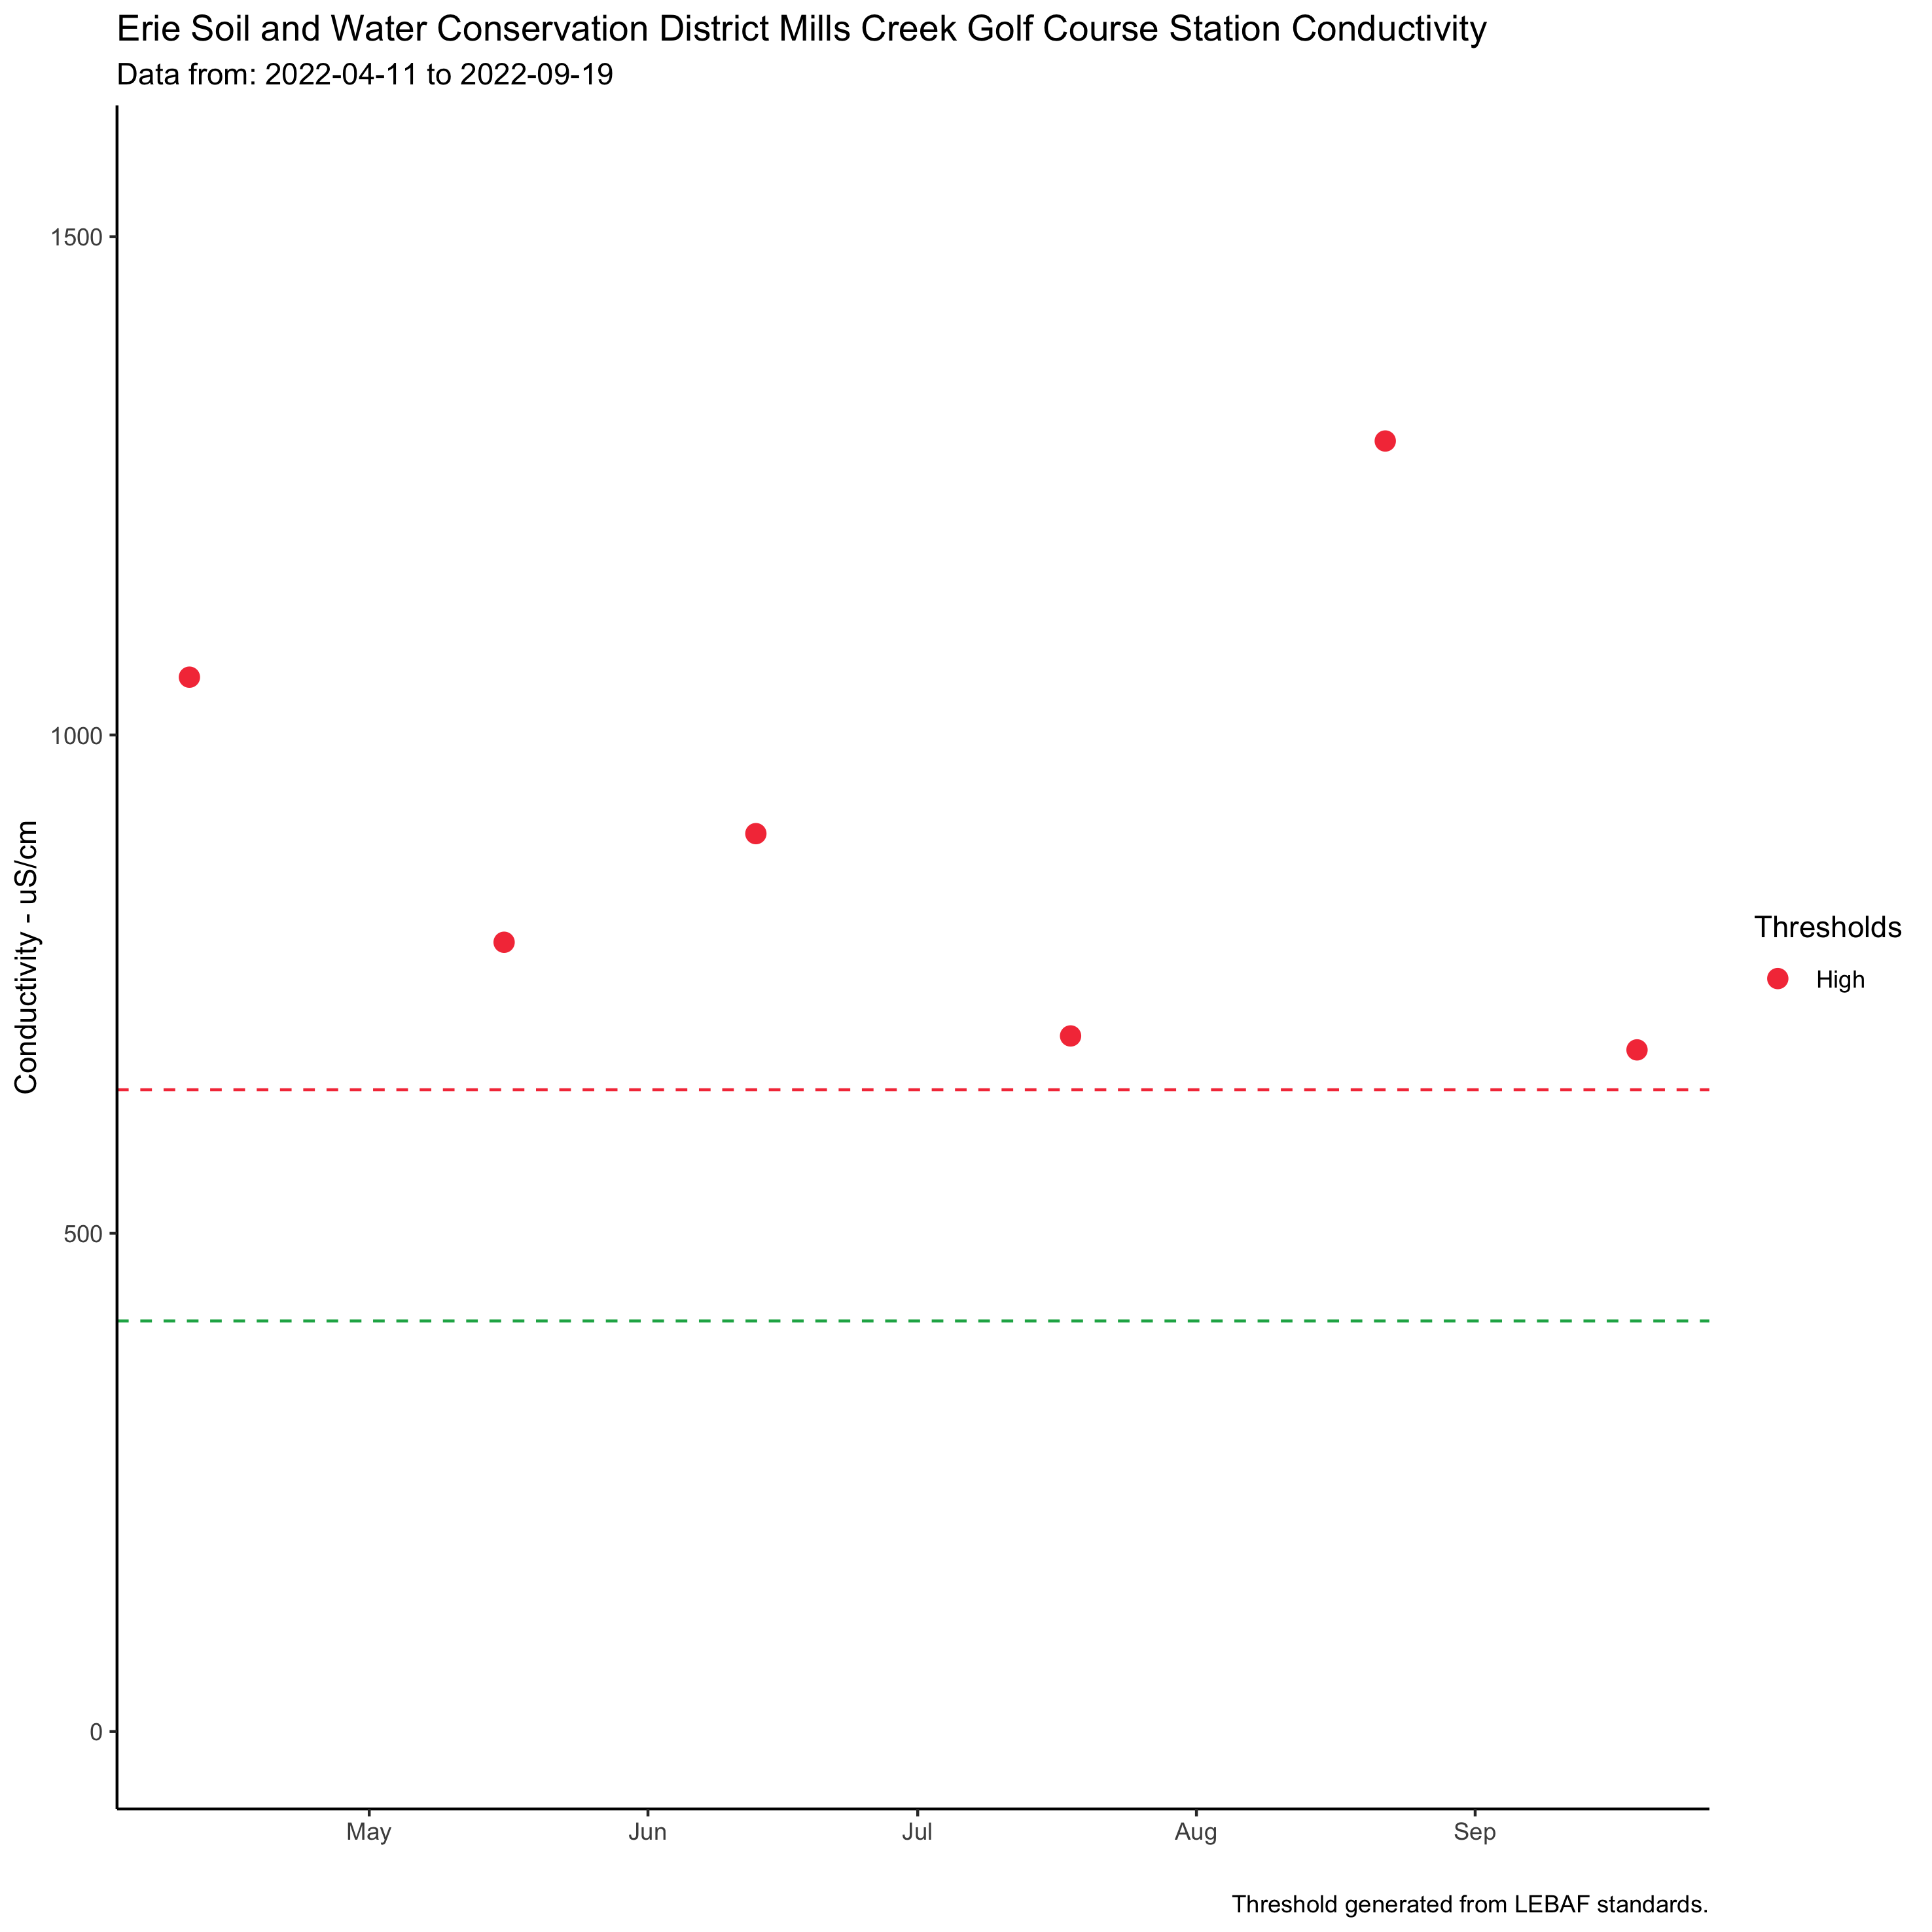 Erie Soil and Water Conservation District Mills Creek Golf Course Station Conductivity
Data from: 2022-04-11 to 2022-09-19
1500
1000
500
0
Conductivity - uS/cm
Thresholds
High
May Jun Jul Aug Sep
Threshold generated from LEBAF standards.